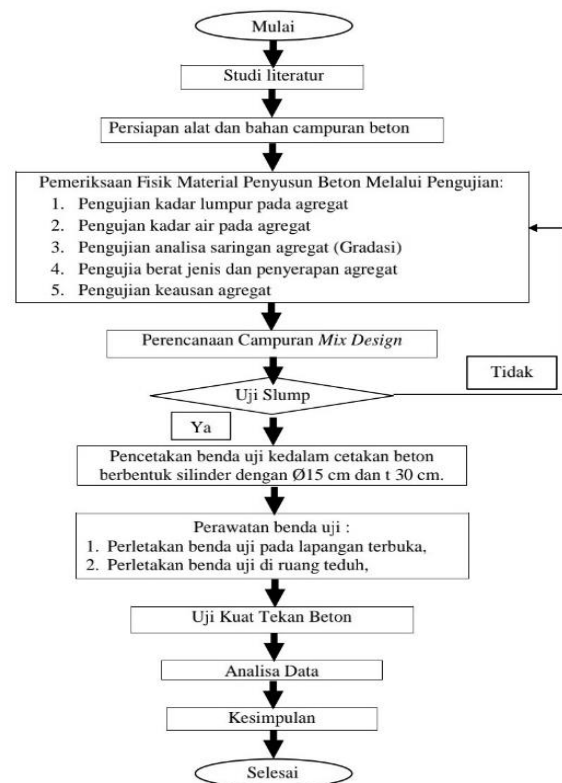 Mulai
Studi literatur
Persiapan alat dan bahan campuran beton
Pemeriksaan Fisik Material Penyusun Beton Melalui Pengujian:
1. Pengujian kadar lumpur pada agregat
2. Pengujan kadar air pada agregat
3. Pengujian analisa saringan agregat (Gradasi)
4. Pengujia berat jenis dan penyerapan agregat
5. Pengujian keausan agregat
Perencanaan Campuran Mix Design
Tidak
Uji Slump
Ya
Pencetakan benda uji kedalam cetakan beton
berbentuk silinder dengan Ø15 cm dan t 30 cm.
Perawatan benda uji :
1. Perletakan benda uji pada lapangan terbuka,
2. Perletakan benda uji di ruang teduh,
Uji Kuat Tekan Beton
Analisa Data
Kesimpulan
Selesai